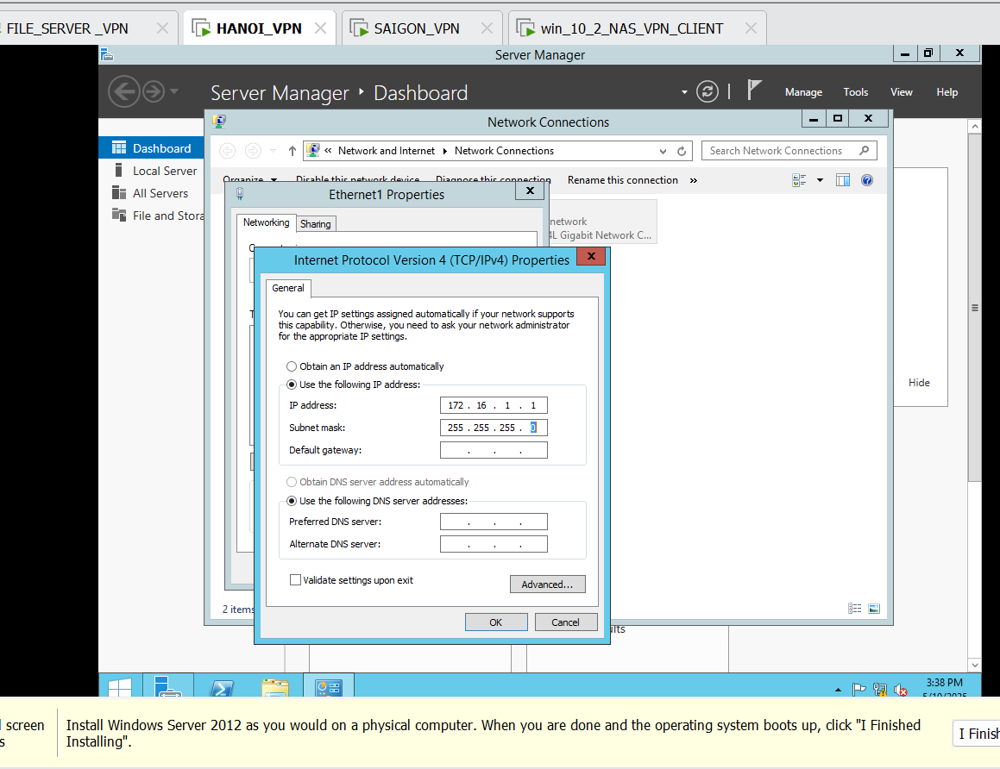 FILE_SERVER _VPN
HANOI_VPN
SAIGON_VPN
win_10_2_NAS_VPN_CLIENT
Server Manager
Server Manager
Dashboard
Manage
Tools
View
Help
Network Connections
Network and Internet
Network Connections
Search Network Connections
Dashboard
Local Server
All Servers
File and Stora
Organize
Disable this network device
Diagnose this connection
Rename this connection
»
network
4L Gigabit Network C...
Ethernet1 Properties
Networking
Sharing
Internet Protocol Version 4 (TCP/IPv4) Properties
General
You can get IP settings assigned automatically if your network supports
this capability. Otherwise, you need to ask your network administrator
for the appropriate IP settings.
Obtain an IP address automatically
Use the following IP address:
IP address:
172 . 16 . 1 . 1
Subnet mask:
255 . 255 . 255 . 0
Default gateway:
. . .
Obtain DNS server address automatically
Use the following DNS server addresses:
Preferred DNS server:
. . .
Alternate DNS server:
. . .
Validate settings upon exit
Advanced...
OK
Cancel
Hide
2 items
ults
3:38 PM
5/10/2025
screen
s
Install Windows Server 2012 as you would on a physical computer. When you are done and the operating system boots up, click "I Finished
Installing".
I Finish